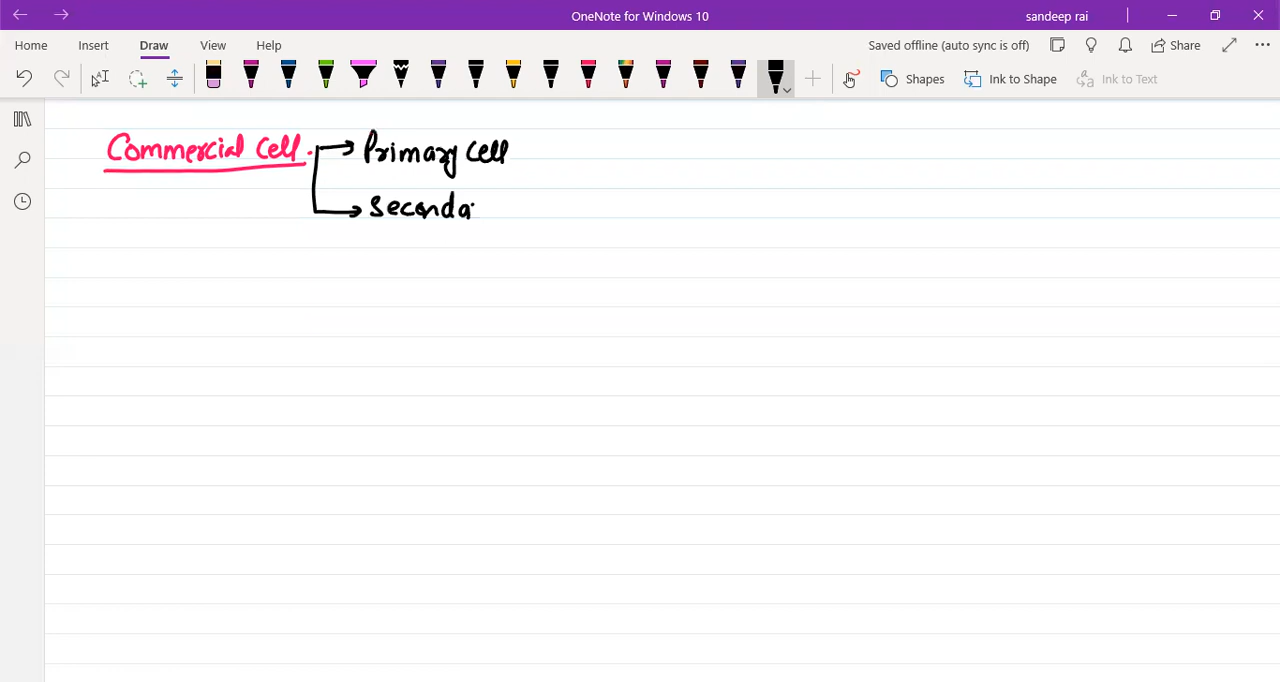 OneNote for Windows 10
sandeep rai
Home Insert Draw View Help
Saved offline (auto sync is off) Share
Shapes Ink to Shape Ink to Text
Commercial Cell. Primary Cell
Seconda